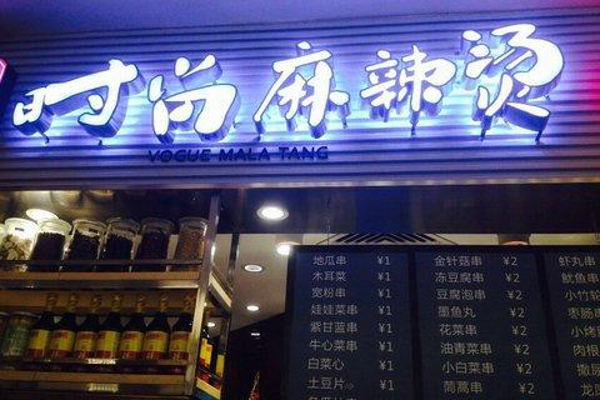 时尚麻辣烫
VOGUE MALA TANG
地瓜串 ¥1
木耳菜 ¥1
宽粉串 ¥1
娃娃菜串 ¥1
紫甘蓝串 ¥1
牛心菜串 ¥1
白菜心 ¥1
土豆片 ¥1
金针菇串 ¥2
冻豆腐串 ¥2
豆腐泡串 ¥2
墨鱼丸 ¥2
花菜串 ¥2
油青菜串 ¥2
小白菜串 ¥2
茼蒿串 ¥2
虾丸串
鱿鱼串
小竹轮
枣肠串
小烤肠
肉根
撒尿